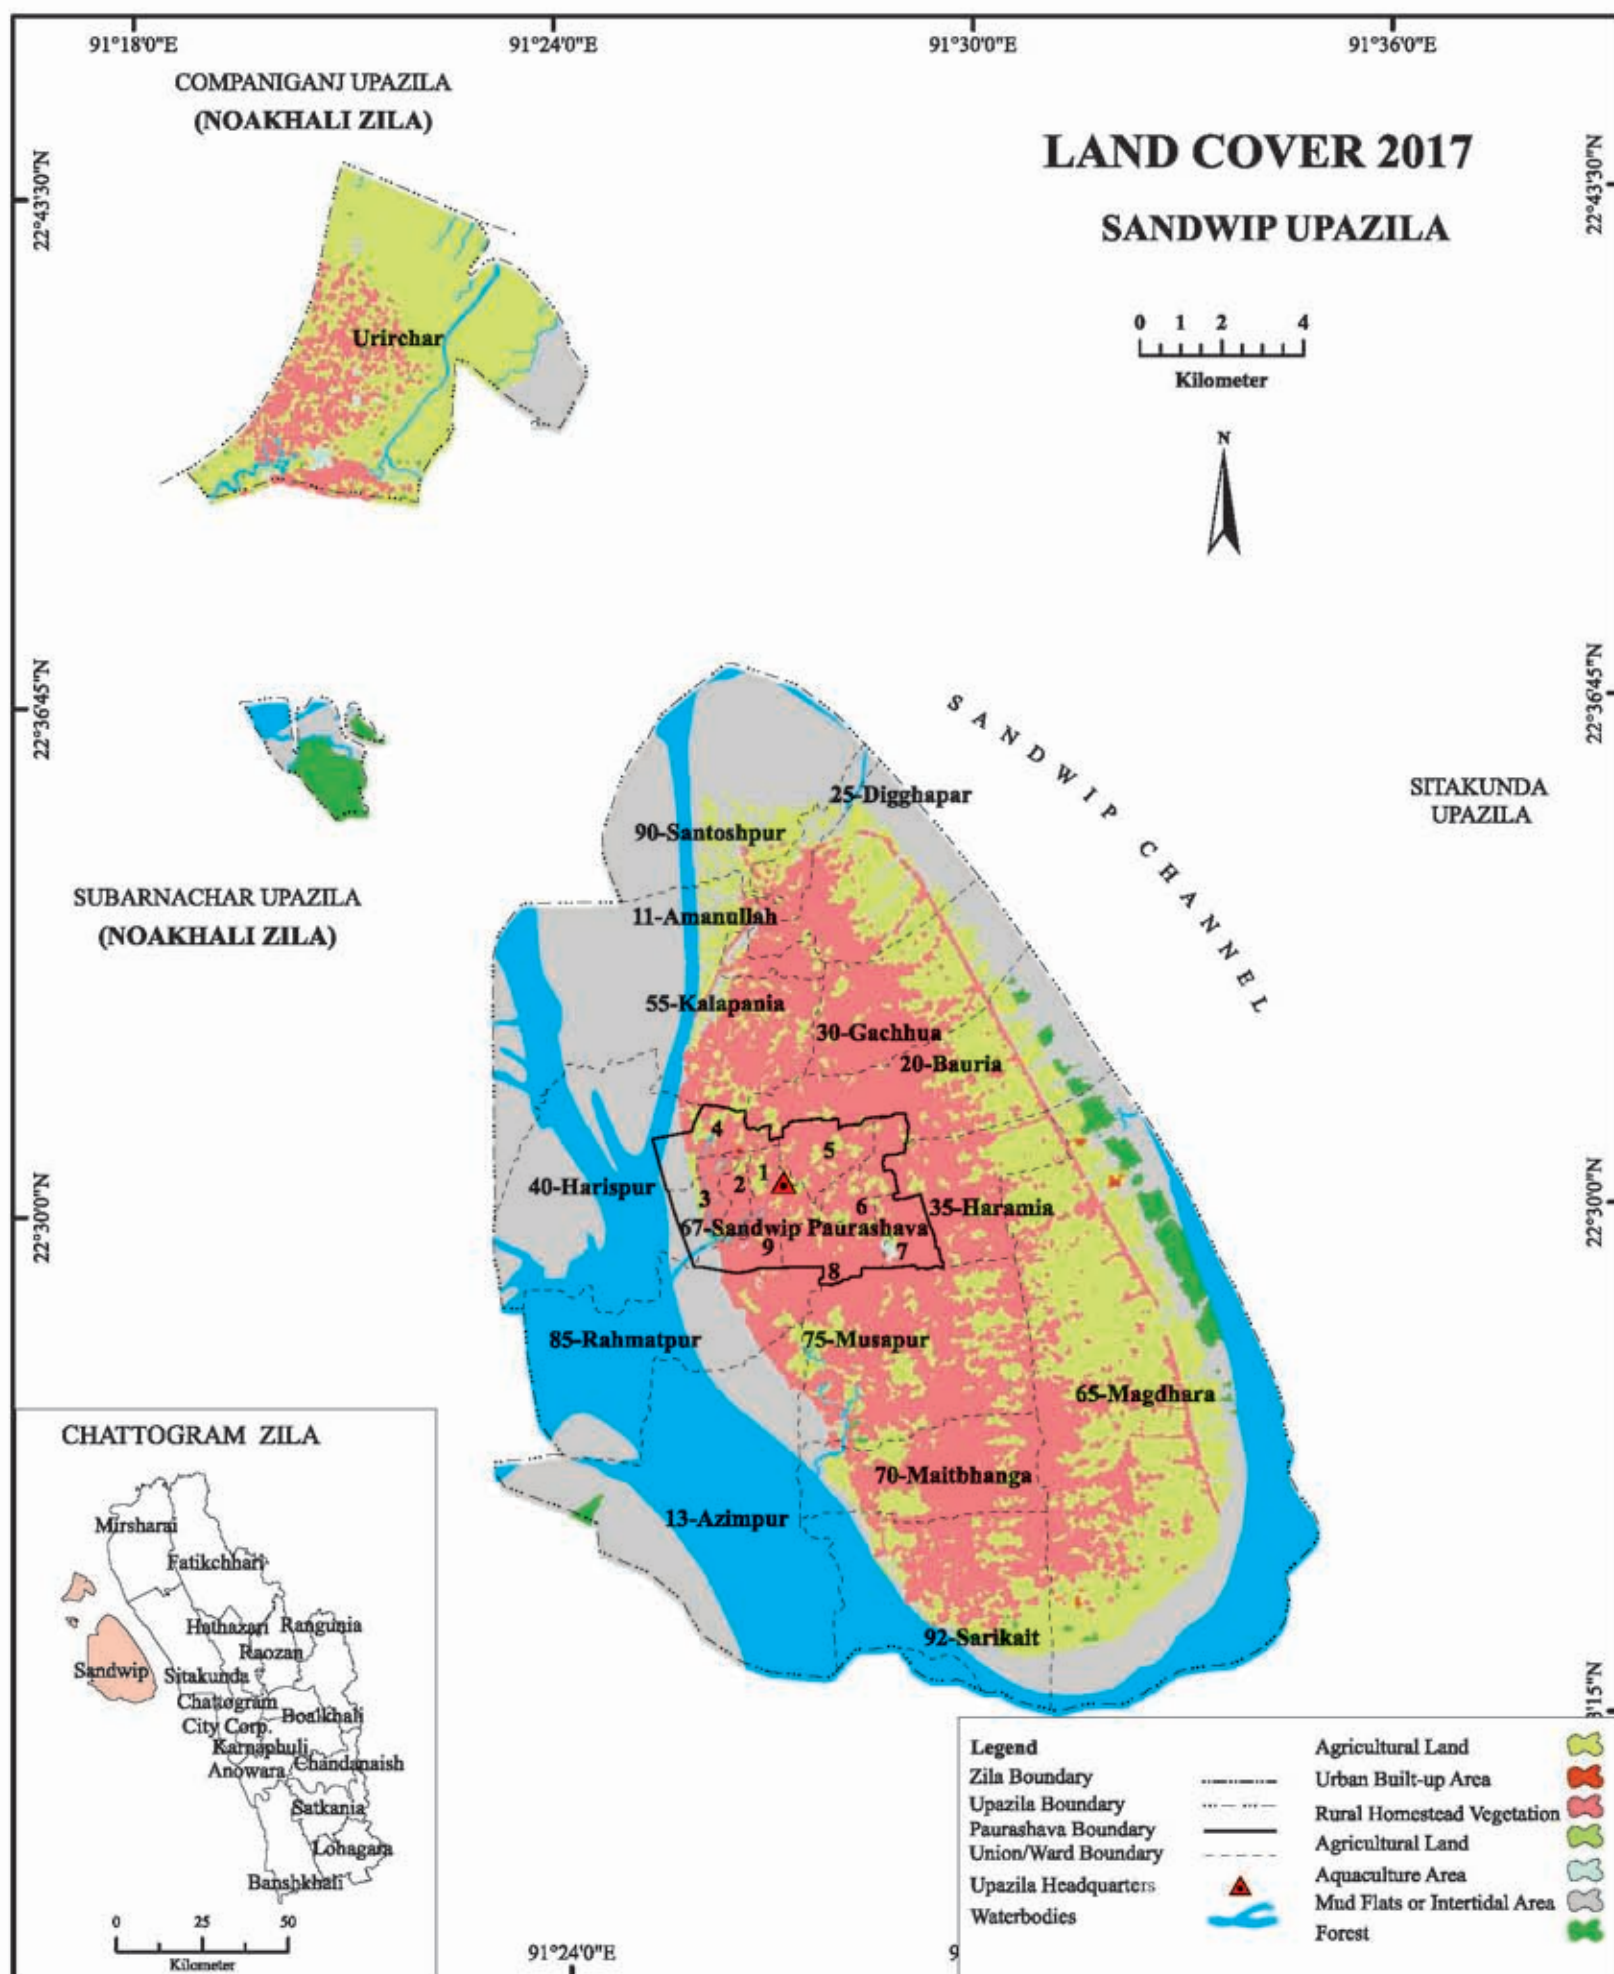 91°18'0"E
91°24'0"E
91°30'0"E
91°36'0"E
COMPANIGANJ UPAZILA
(NOAKHALI ZILA)
LAND COVER 2017
SANDWIP UPAZILA
22°43'30"N
22°43'30"N
0 1 2 4
Kilometer
N
Urirchar
22°36'45"N
22°36'45"N
SANDWIP CHANNEL
SITAKUNDA
UPAZILA
25-Digghapar
90-Santoshpur
SUBARNACHAR UPAZILA
(NOAKHALI ZILA)
11-Amanullah
55-Kalapania
30-Gachhua
20-Bauria
4
5
1
2
3
6
40-Harispur
35-Haramia
67-Sandwip Paurashava
9
7
8
22°30'0"N
22°30'0"N
85-Rahmatpur
75-Musapur
65-Magdhara
70-Maitbhanga
13-Azimpur
92-Sarikait
CHATTOGRAM ZILA
Mirsharai
Fatikchhari
Hathazari
Rangunia
Raozan
Sandwip
Sitakunda
Chattogram
City Corp.
Boalkhali
Karnaphuli
Anowara
Chandanaish
Satkania
Lohagara
Banshkhali
0 25 50
Kilometer
91°24'0"E
9
3'15"N
Legend
Zila Boundary
Upazila Boundary
Paurashava Boundary
Union/Ward Boundary
Upazila Headquarters
Waterbodies
Agricultural Land
Urban Built-up Area
Rural Homestead Vegetation
Agricultural Land
Aquaculture Area
Mud Flats or Intertidal Area
Forest